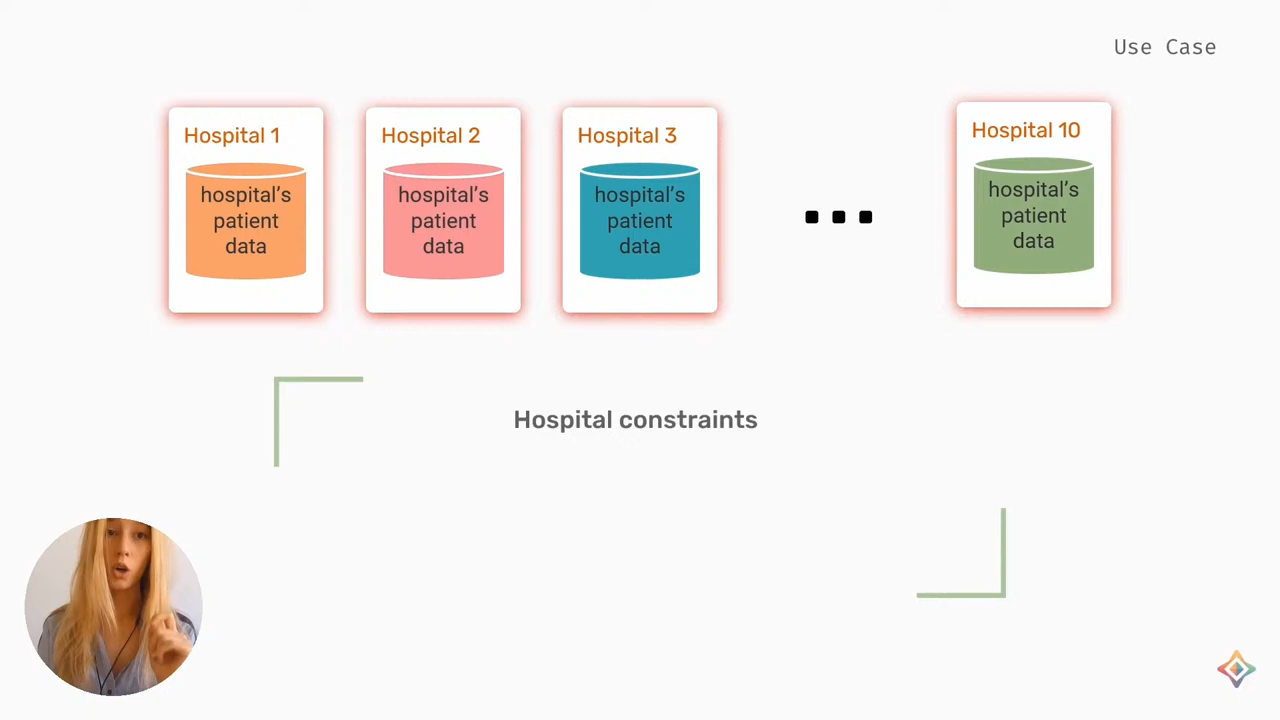 Use Case
Hospital 1
hospital’s
patient
data
Hospital 2
hospital’s
patient
data
Hospital 3
hospital’s
patient
data
Hospital 10
hospital’s
patient
data
Hospital constraints